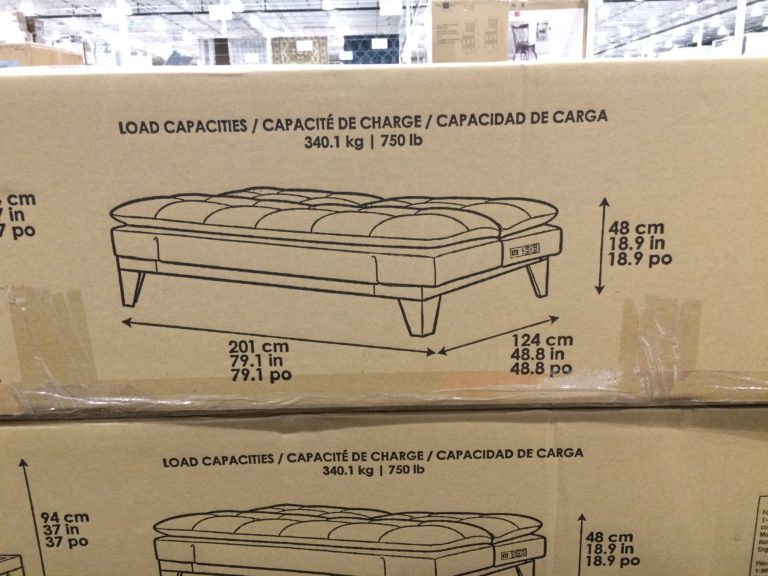 LOAD CAPACITIES / CAPACITÉ DE CHARGE / CAPACIDAD DE CARGA
340.1 kg | 750 lb
cm
in
po
48 cm
18.9 in
18.9 po
201 cm
79.1 in
79.1 po
124 cm
48.8 in
48.8 po
LOAD CAPACITIES / CAPACITÉ DE CHARGE / CAPACIDAD DE CARGA
340.1 kg | 750 lb
94 cm
37 in
37 po
48 cm
18.9 in
18.9 po